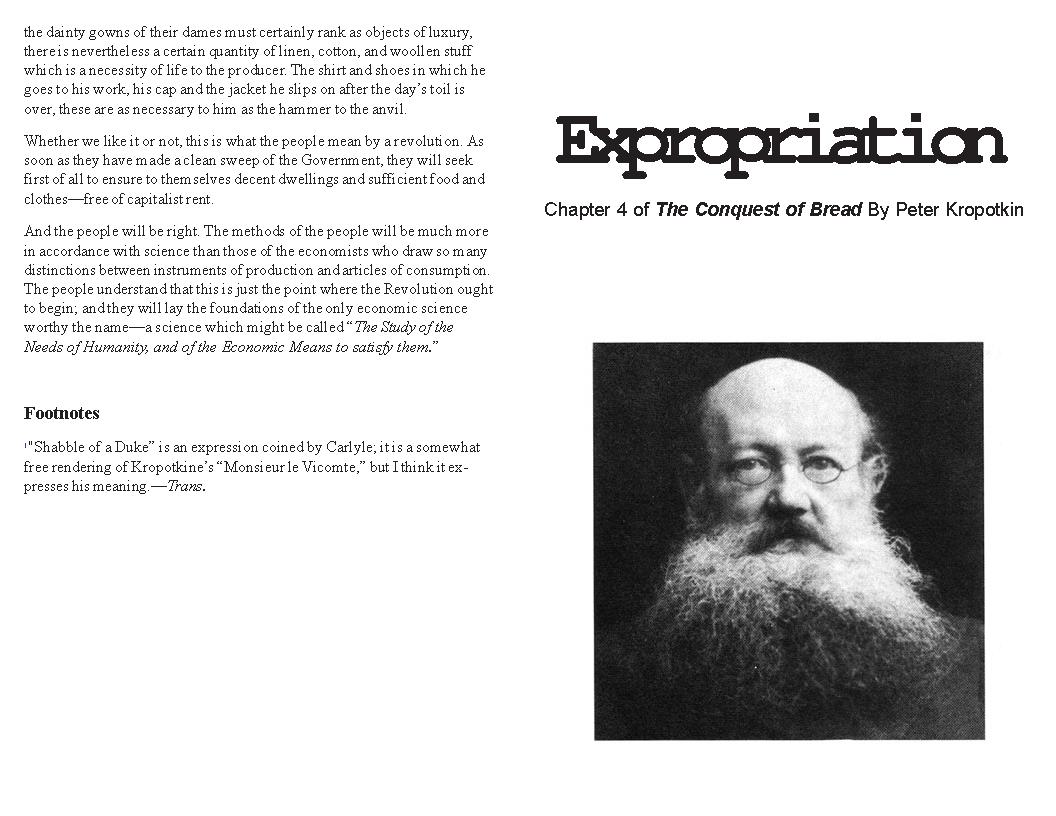 the dainty gowns of their dames must certainly rank as objects of luxury,
there is nevertheless a certain quantity of linen, cotton, and woollen stuff
which is a necessity of life to the producer. The shirt and shoes in which he
goes to his work, his cap and the jacket he slips on after the day’s toil is
over, these are as necessary to him as the hammer to the anvil.
Whether we like it or not, this is what the people mean by a revolution. As
soon as they have made a clean sweep of the Government, they will seek
first of all to ensure to themselves decent dwellings and sufficient food and
clothes—free of capitalist rent.
And the people will be right. The methods of the people will be much more
in accordance with science than those of the economists who draw so many
distinctions between instruments of production and articles of consumption.
The people understand that this is just the point where the Revolution ought
to begin; and they will lay the foundations of the only economic science
worthy the name—a science which might be called “The Study of the
Needs of Humanity, and of the Economic Means to satisfy them.”
Footnotes
¹"Shabble of a Duke” is an expression coined by Carlyle; it is a somewhat
free rendering of Kropotkine’s “Monsieur le Vicomte,” but I think it ex-
presses his meaning.—Trans.
Expropriation
Chapter 4 of The Conquest of Bread By Peter Kropotkin